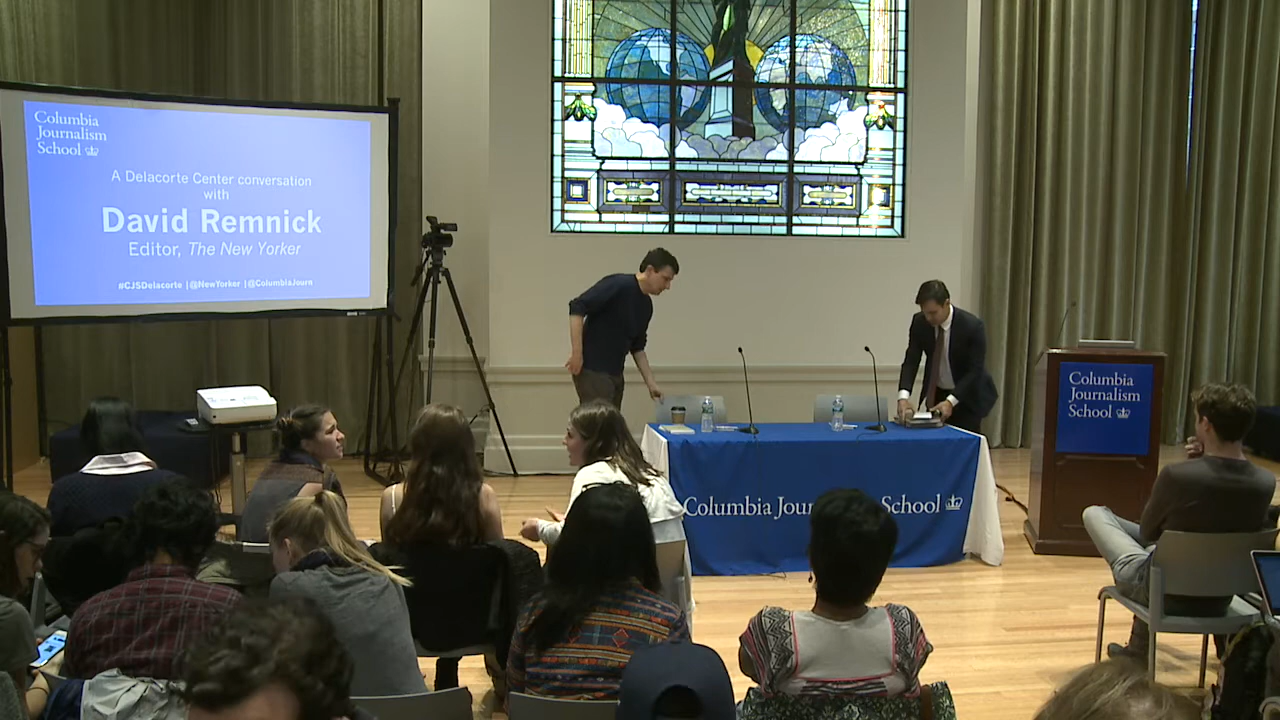 Columbia
Journalism
School
A Delacorte Center conversation
with
David Remnick
Editor, The New Yorker
#CJSDelacorte | @NewYorker | @ColumbiaJourn
Columbia
Journalism
School
Columbia Jour School